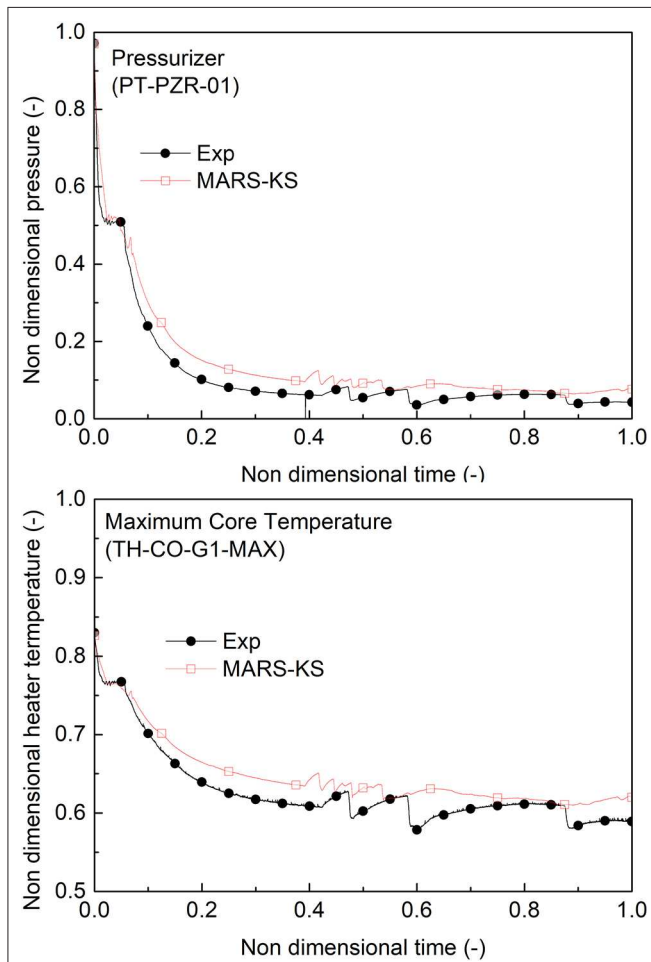 1.0
Pressurizer
(PT-PZR-01)
0.8
Exp
MARS-KS
0.6
0.4
0.2
0.0
Non dimensional pressure (-)
0.0 0.2 0.4 0.6 0.8 1.0
Non dimensional time (-)
1.0
Maximum Core Temperature
(TH-CO-G1-MAX)
0.9
Exp
MARS-KS
0.8
0.7
0.6
0.5
Non dimensional heater termperature (-)
0.0 0.2 0.4 0.6 0.8 1.0
Non dimensional time (-)